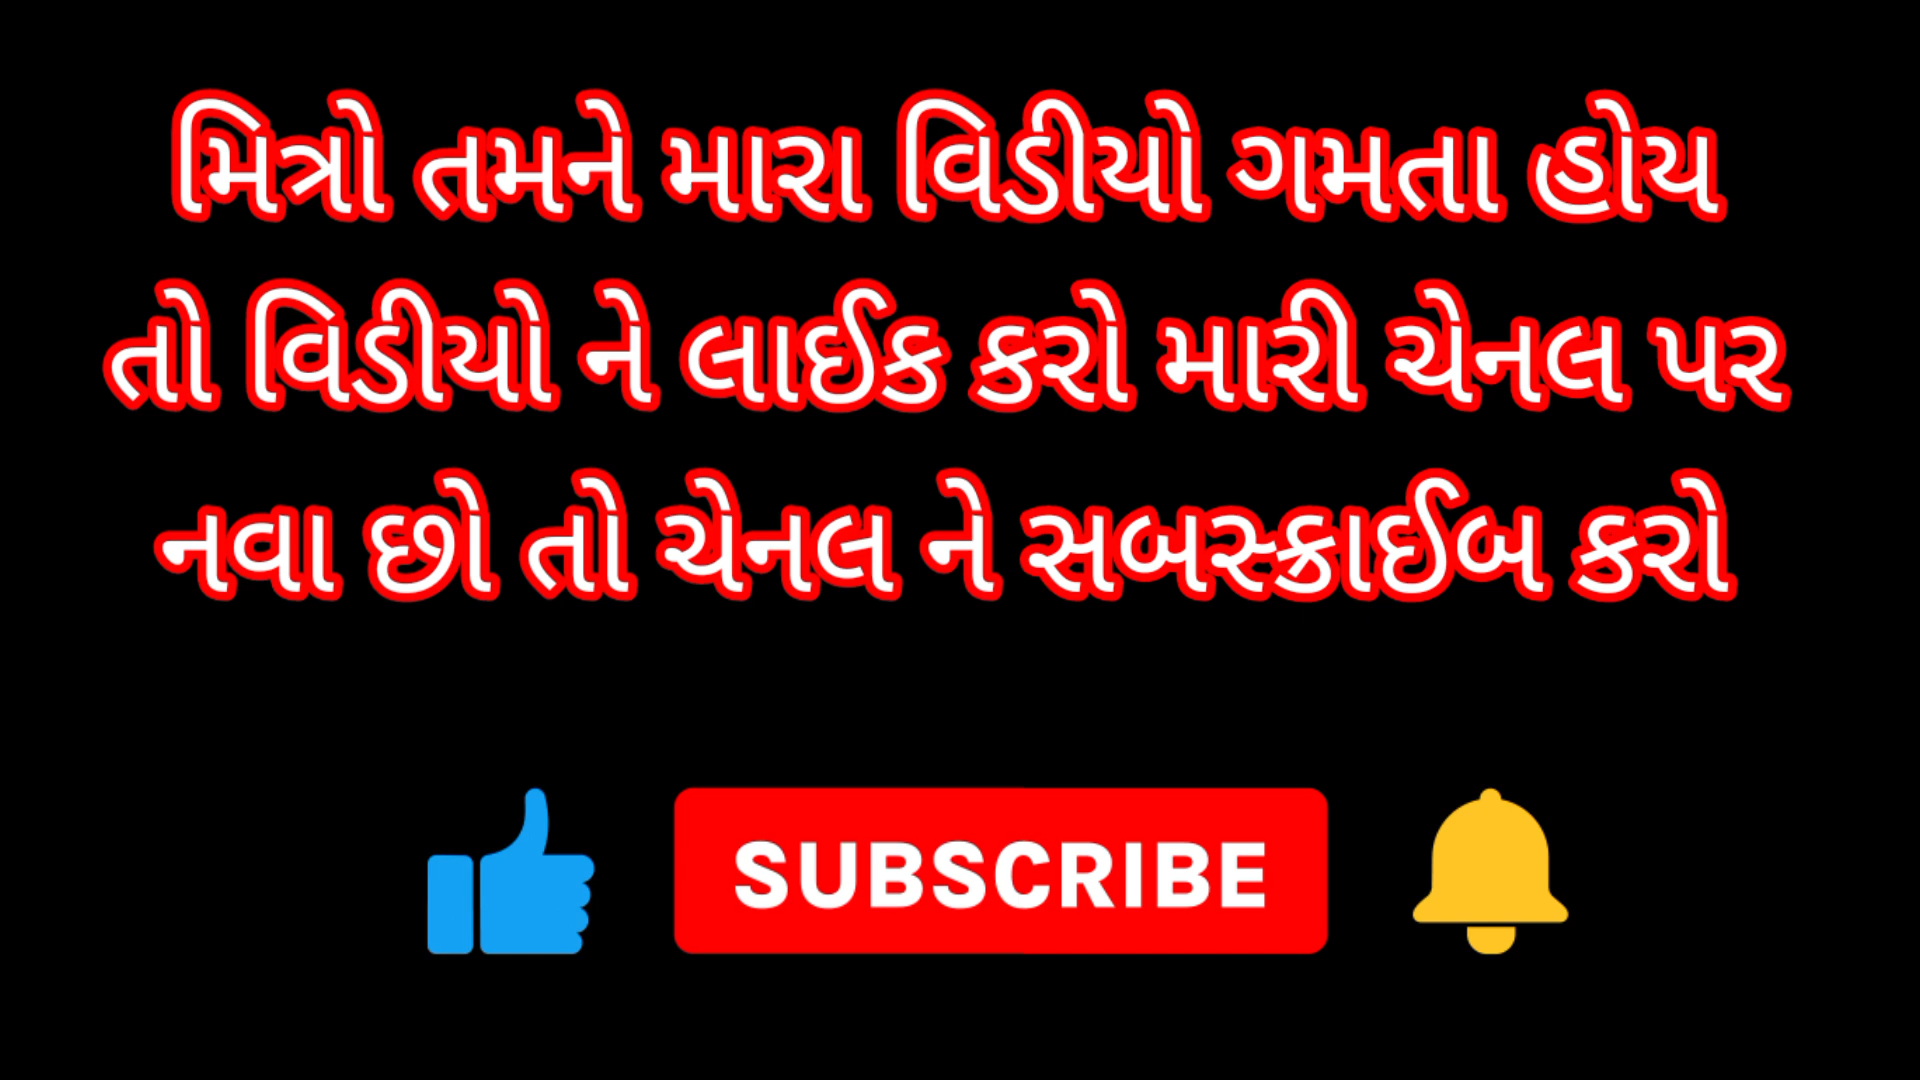 મિત્રો તમને મારા વિડીયો ગમતા હોય
તો વિડીયો ને લાઈક કરો મારી ચેનલ પર
નવા છો તો ચેનલ ને સબસ્ક્રાઈબ કરો
SUBSCRIBE